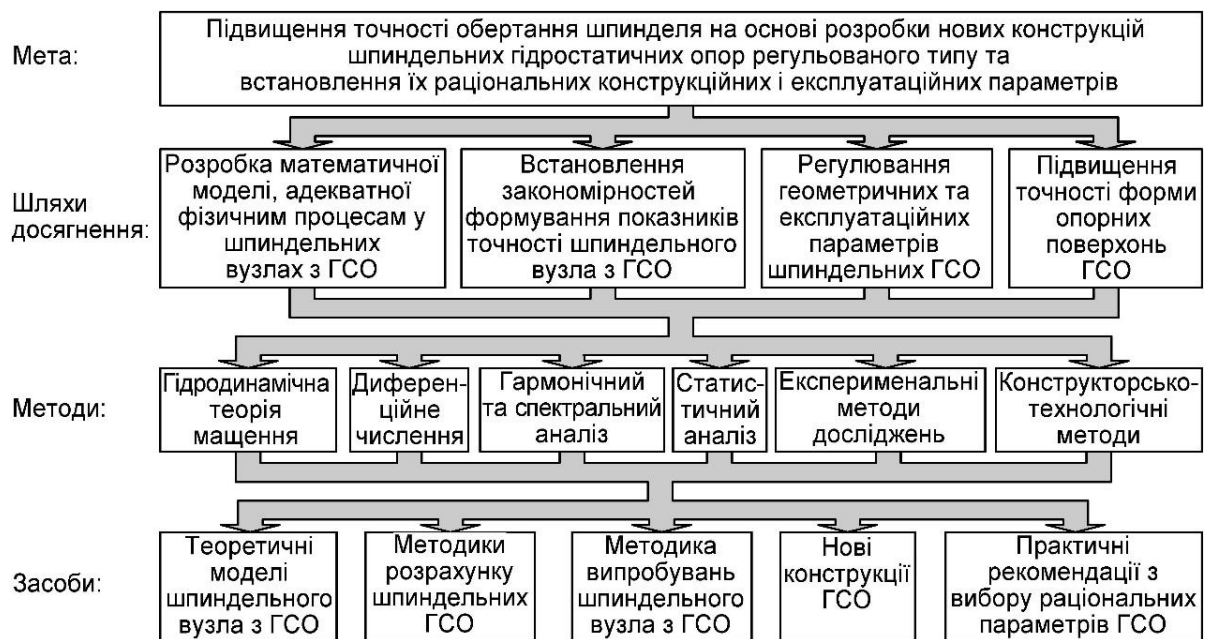 Мета:
Підвищення точності обертання шпинделя на основі розробки нових конструкцій
шпиндельних гідростатичних опор регульованого типу та
встановлення їх раціональних конструкційних і експлуатаційних параметрів
Шляхи
досягнення:
Розробка математичної
моделі, адекватної
фізичним процесам у
шпиндельних
вузлах з ГСО
Встановлення
закономірностей
формування показників
точності шпиндельного
вузла з ГСО
Регулювання
геометричних та
експлуатаційних
параметрів
шпиндельних ГСО
Підвищення
точності форми
опорних
поверхонь
ГСО
Методи:
Гідродинамічна
теорія
мащення
Диферен-
ційне
числення
Гармонічний
та спектральний
аналіз
Статис-
тичний
аналіз
Експерименальні
методи
досліджень
Конструкторсько-
технологічні
методи
Засоби:
Теоретичні
моделі
шпиндельного
вузла з ГСО
Методики
розрахунку
шпиндельних
ГСО
Методика
випробувань
шпиндельного
вузла з ГСО
Нові
конструкції
ГСО
Практичні
рекомендації з
вибору раціональних
параметрів ГСО